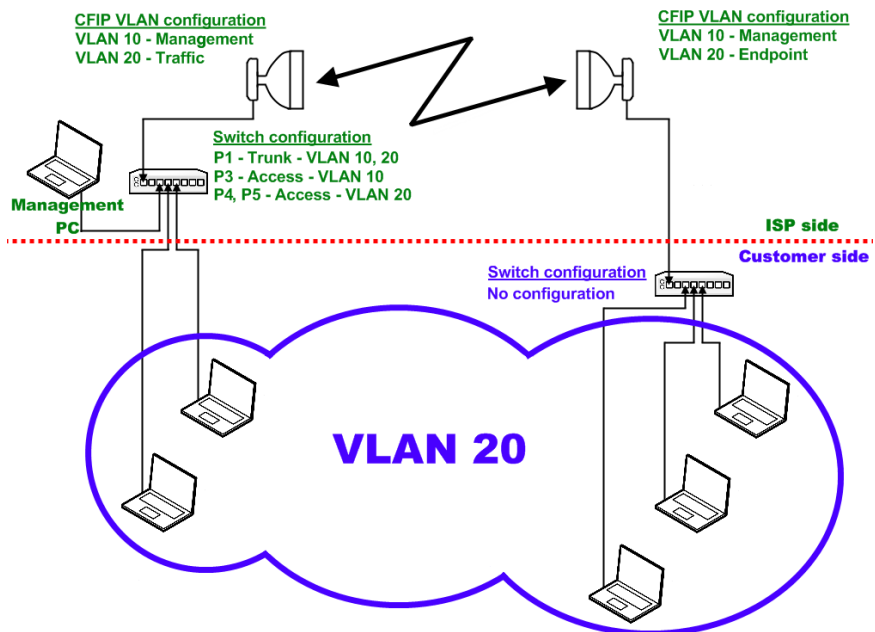 CFIP VLAN configuration
VLAN 10 - Management
VLAN 20 - Traffic
CFIP VLAN configuration
VLAN 10 - Management
VLAN 20 - Endpoint
Switch configuration
P1 - Trunk - VLAN 10, 20
P3 - Access - VLAN 10
P4, P5 - Access - VLAN 20
Management
PC
ISP side
Customer side
Switch configuration
No configuration
VLAN 20